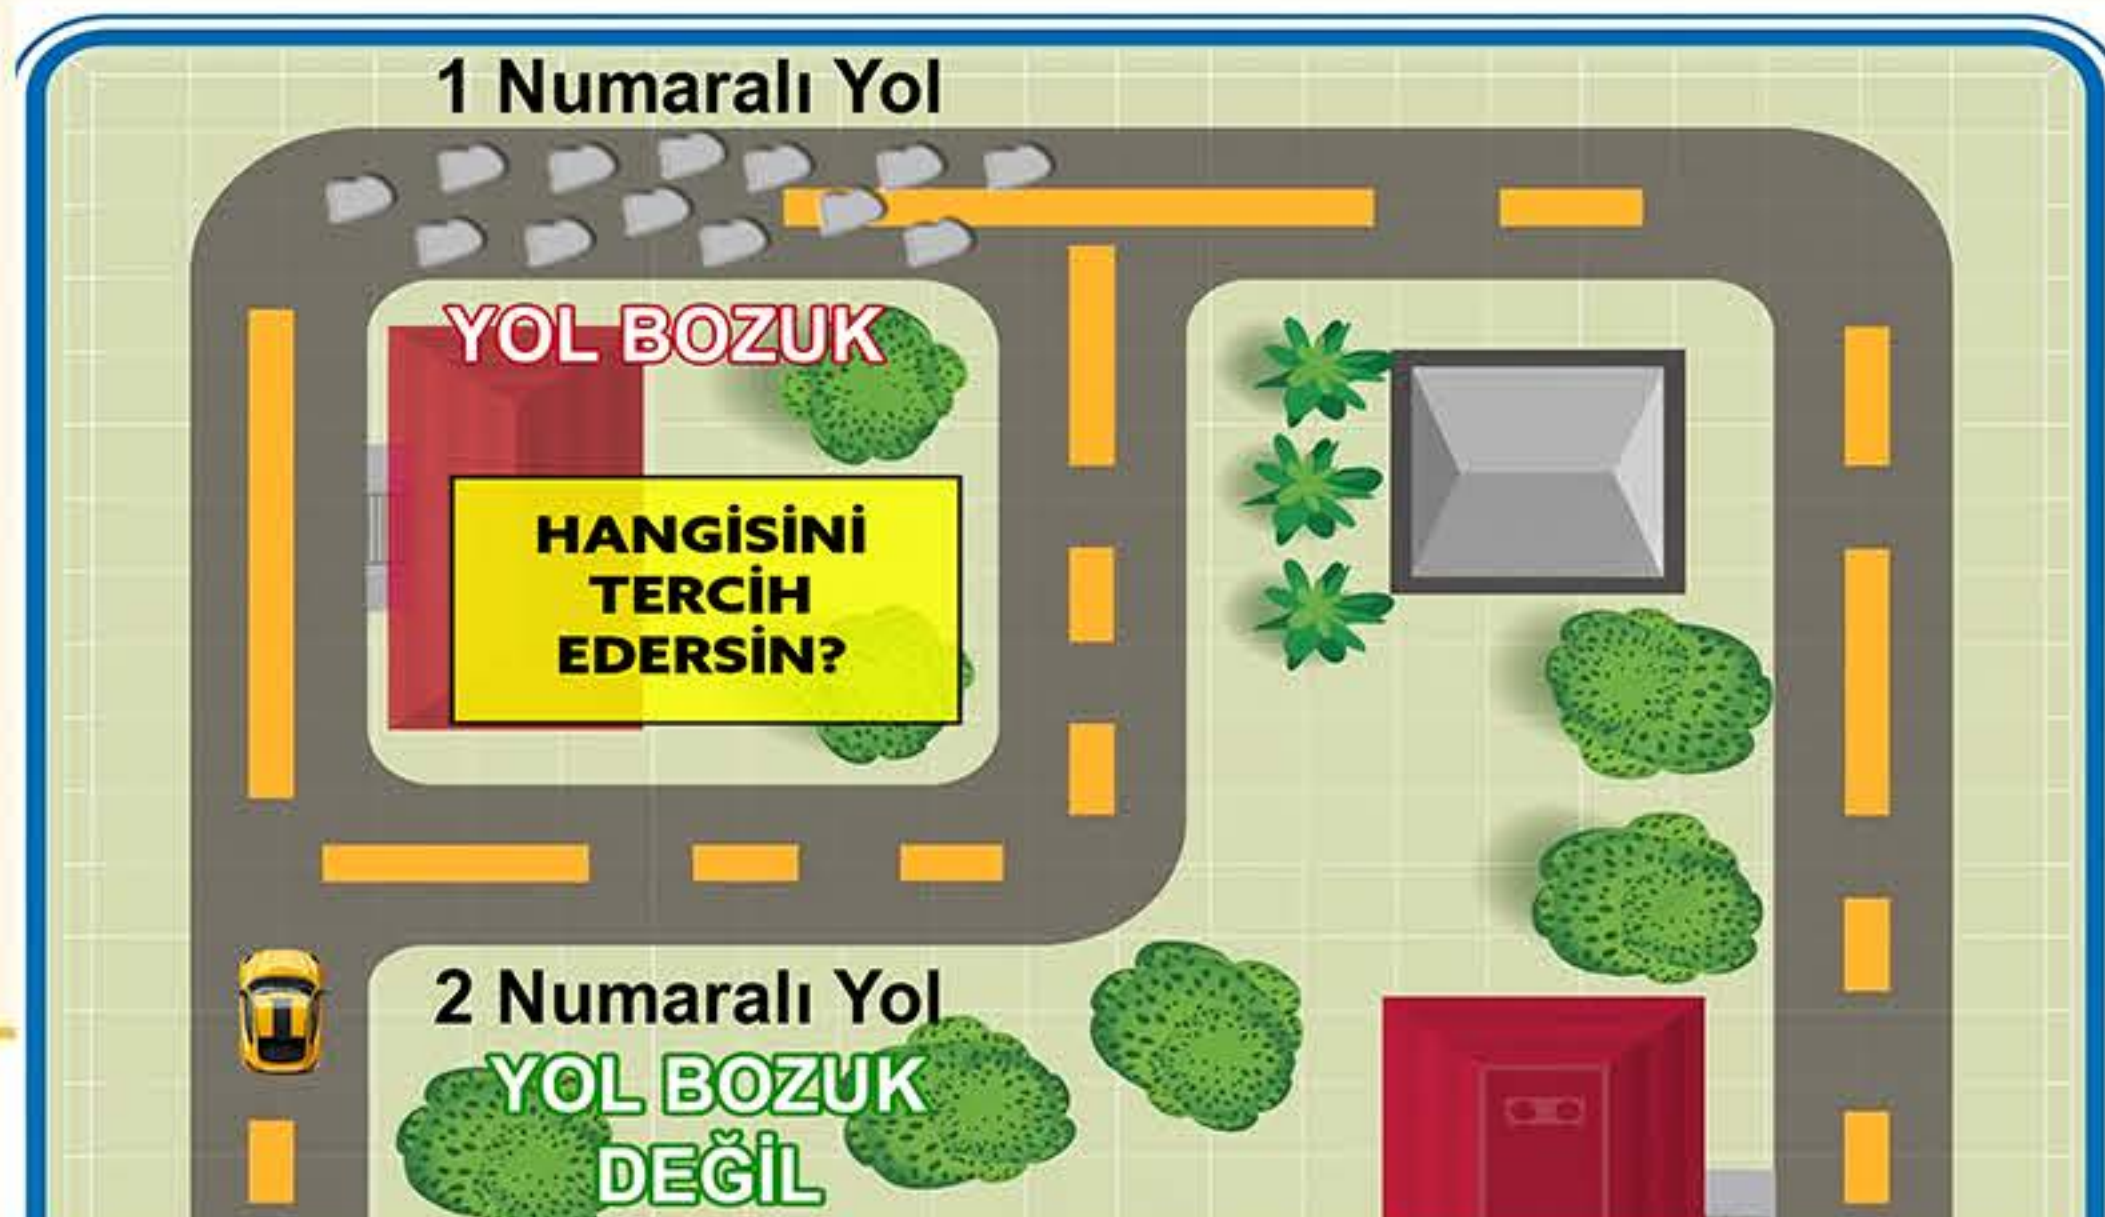 1 Numaralı Yol
YOL BOZUK
HANGİSİNİ
TERCİH
EDERSİN?
2 Numaralı Yol
YOL BOZUK
DEĞİL